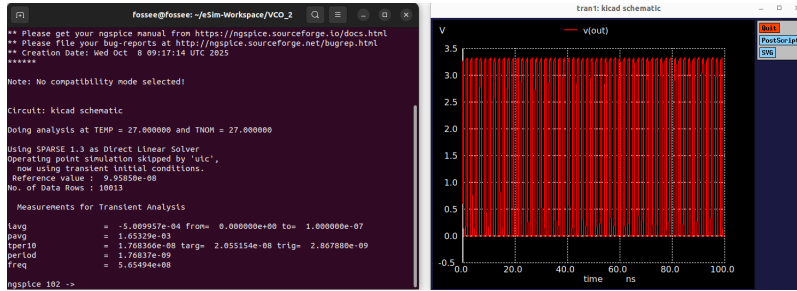 fossee@fossee: ~/eSim-Workspace/VCO_2
** Please get your ngspice manual from https://ngspice.sourceforge.io/docs.html
** Please file your bug-reports at http://ngspice.sourceforge.net/bugrep.html
** Creation Date: Wed Oct  8 09:17:14 UTC 2025
******
Note: No compatibility mode selected!
Circuit: kicad schematic
Doing analysis at TEMP = 27.000000 and TNOM = 27.000000
Using SPARSE 1.3 as Direct Linear Solver
Operating point simulation skipped by 'uic',
  now using transient initial conditions.
 Reference value :  9.95850e-08
No. of Data Rows : 10013
  Measurements for Transient Analysis
iavg                =  -5.009957e-04 from=  0.000000e+00 to=  1.000000e-07
pavg                =  1.65329e-03
tper10              =  1.768366e-08 targ=  2.055154e-08 trig=  2.867880e-09
period              =  1.76837e-09
freq                =  5.65494e+08
ngspice 102 ->
tran1: kicad schematic
V
v(out)
3.5
3.0
2.5
2.0
1.5
1.0
0.5
0.0
-0.5
0.0 20.0 40.0 60.0 80.0 100.0
time ns
Quit
PostScript
SVG